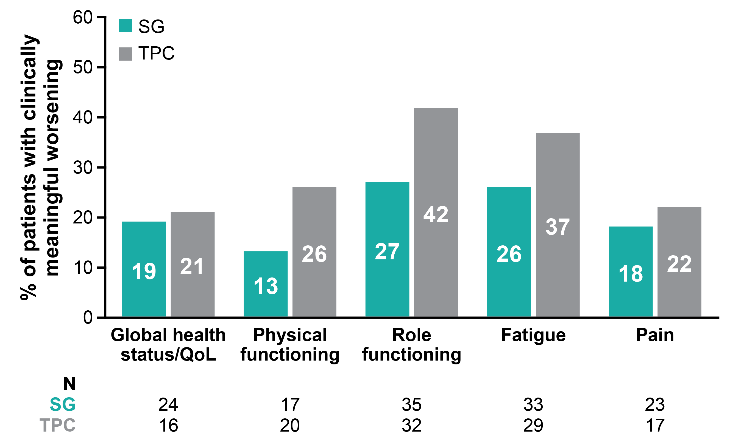 % of patients with clinically
meaningful worsening
60
50
40
30
20
10
0
SG
TPC
19 21 13 26 27 42 26 37 18 22
Global health
status/QoL
Physical
functioning
Role
functioning
Fatigue
Pain
N
SG 24 17 35 33 23
TPC 16 20 32 29 17